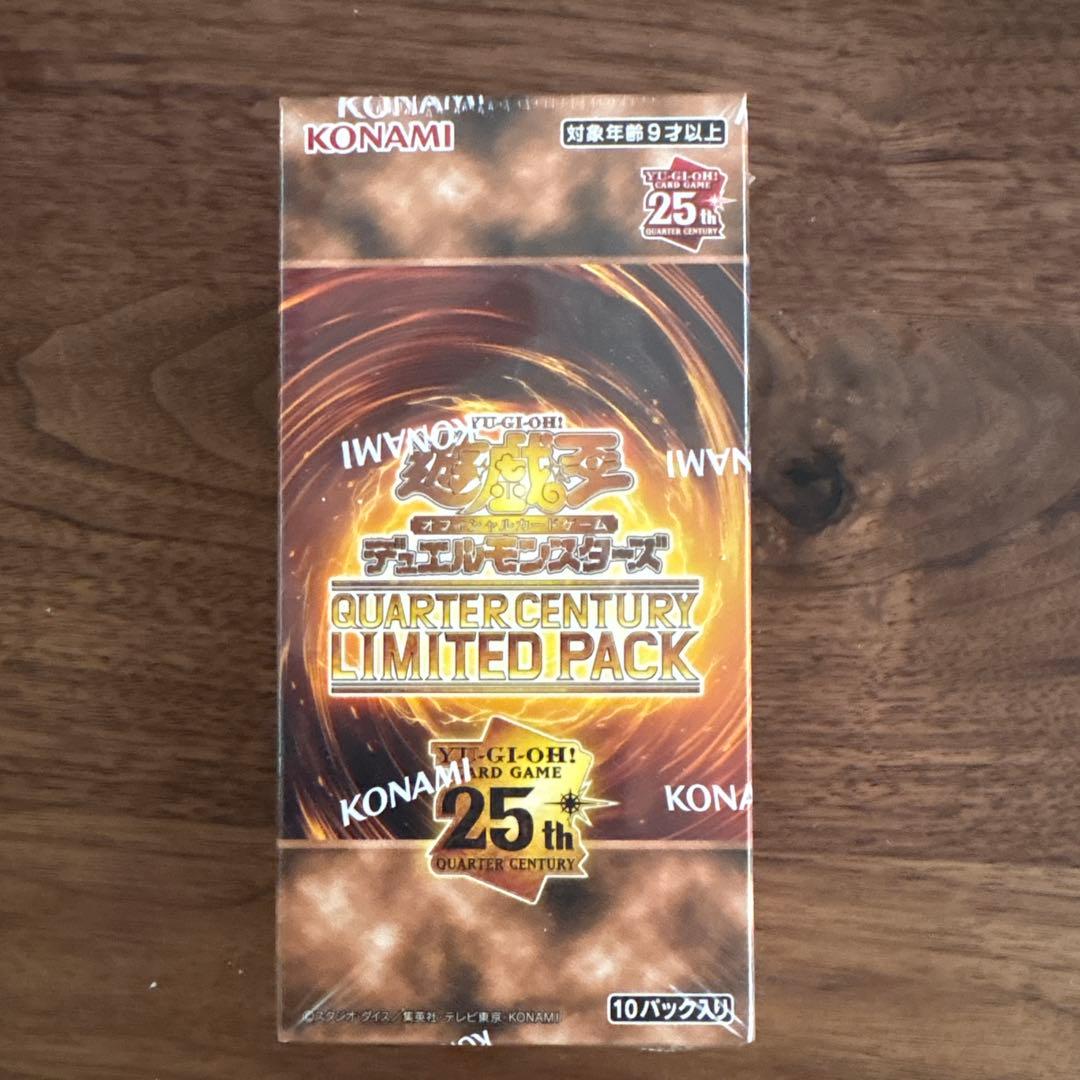 KONAMI
KONAMI
対象年齢9才以上
YU-GI-OH!
CARD GAME
25th
QUARTER CENTURY
YU-GI-OH!
KONAMI
KONAMI
KONAMI
遊戯王
オフィシャルカードゲーム
デュエルモンスターズ
QUARTER CENTURY
LIMITED PACK
YU-GI-OH!
CARD GAME
KONAMI
KONA
25th
QUARTER CENTURY
10パック入り
©スタジオ・ダイス/集英社・テレビ東京・KONAMI